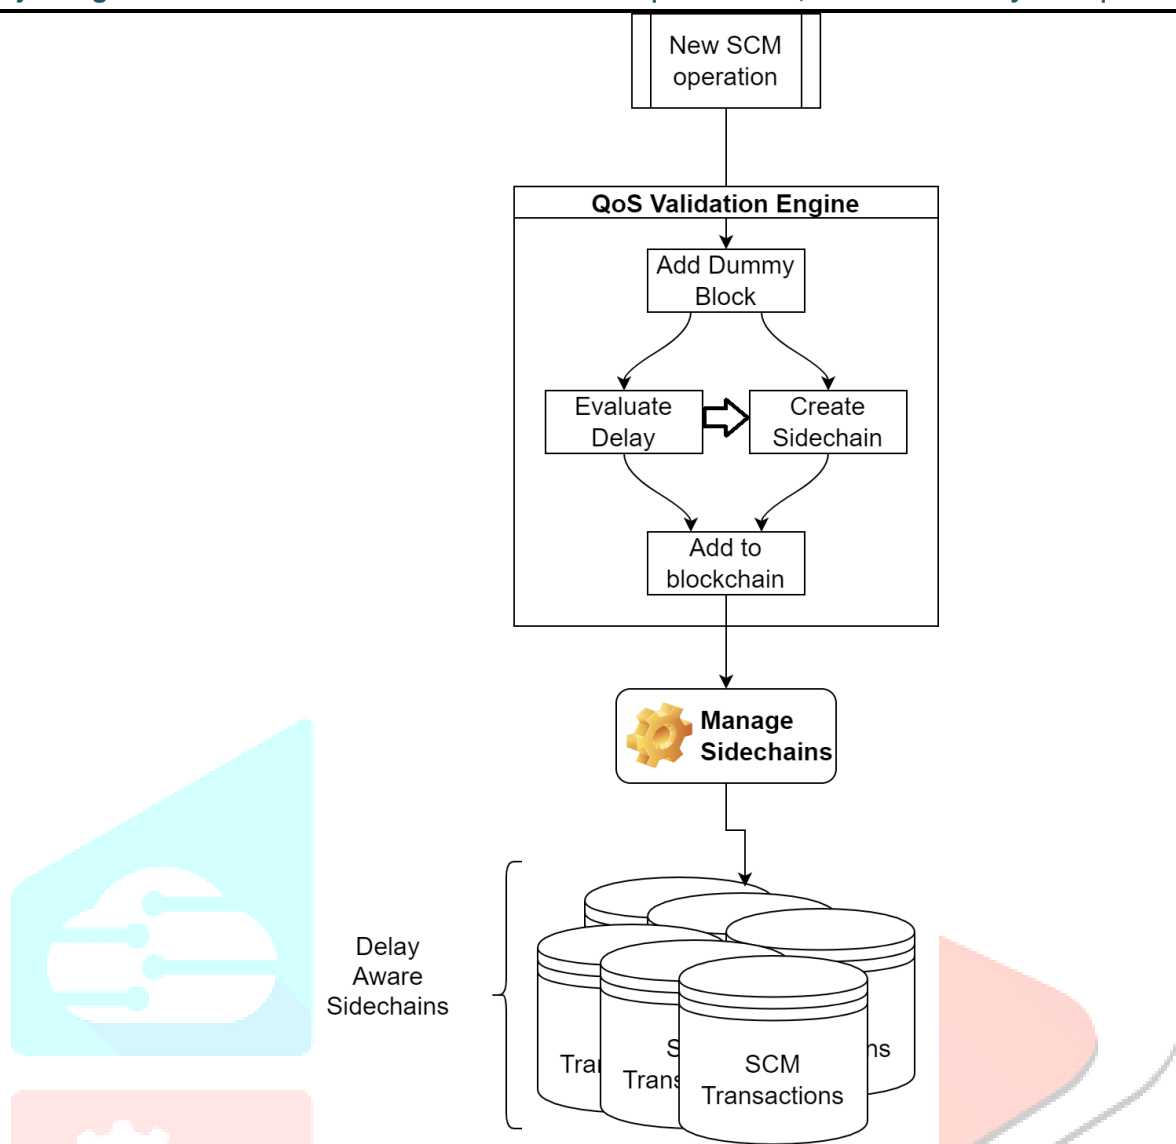 New SCM
operation
QoS Validation Engine
Add Dummy
Block
Evaluate
Delay
Create
Sidechain
Add to
blockchain
Manage
Sidechains
Delay
Aware
Sidechains
SCM
Transactions